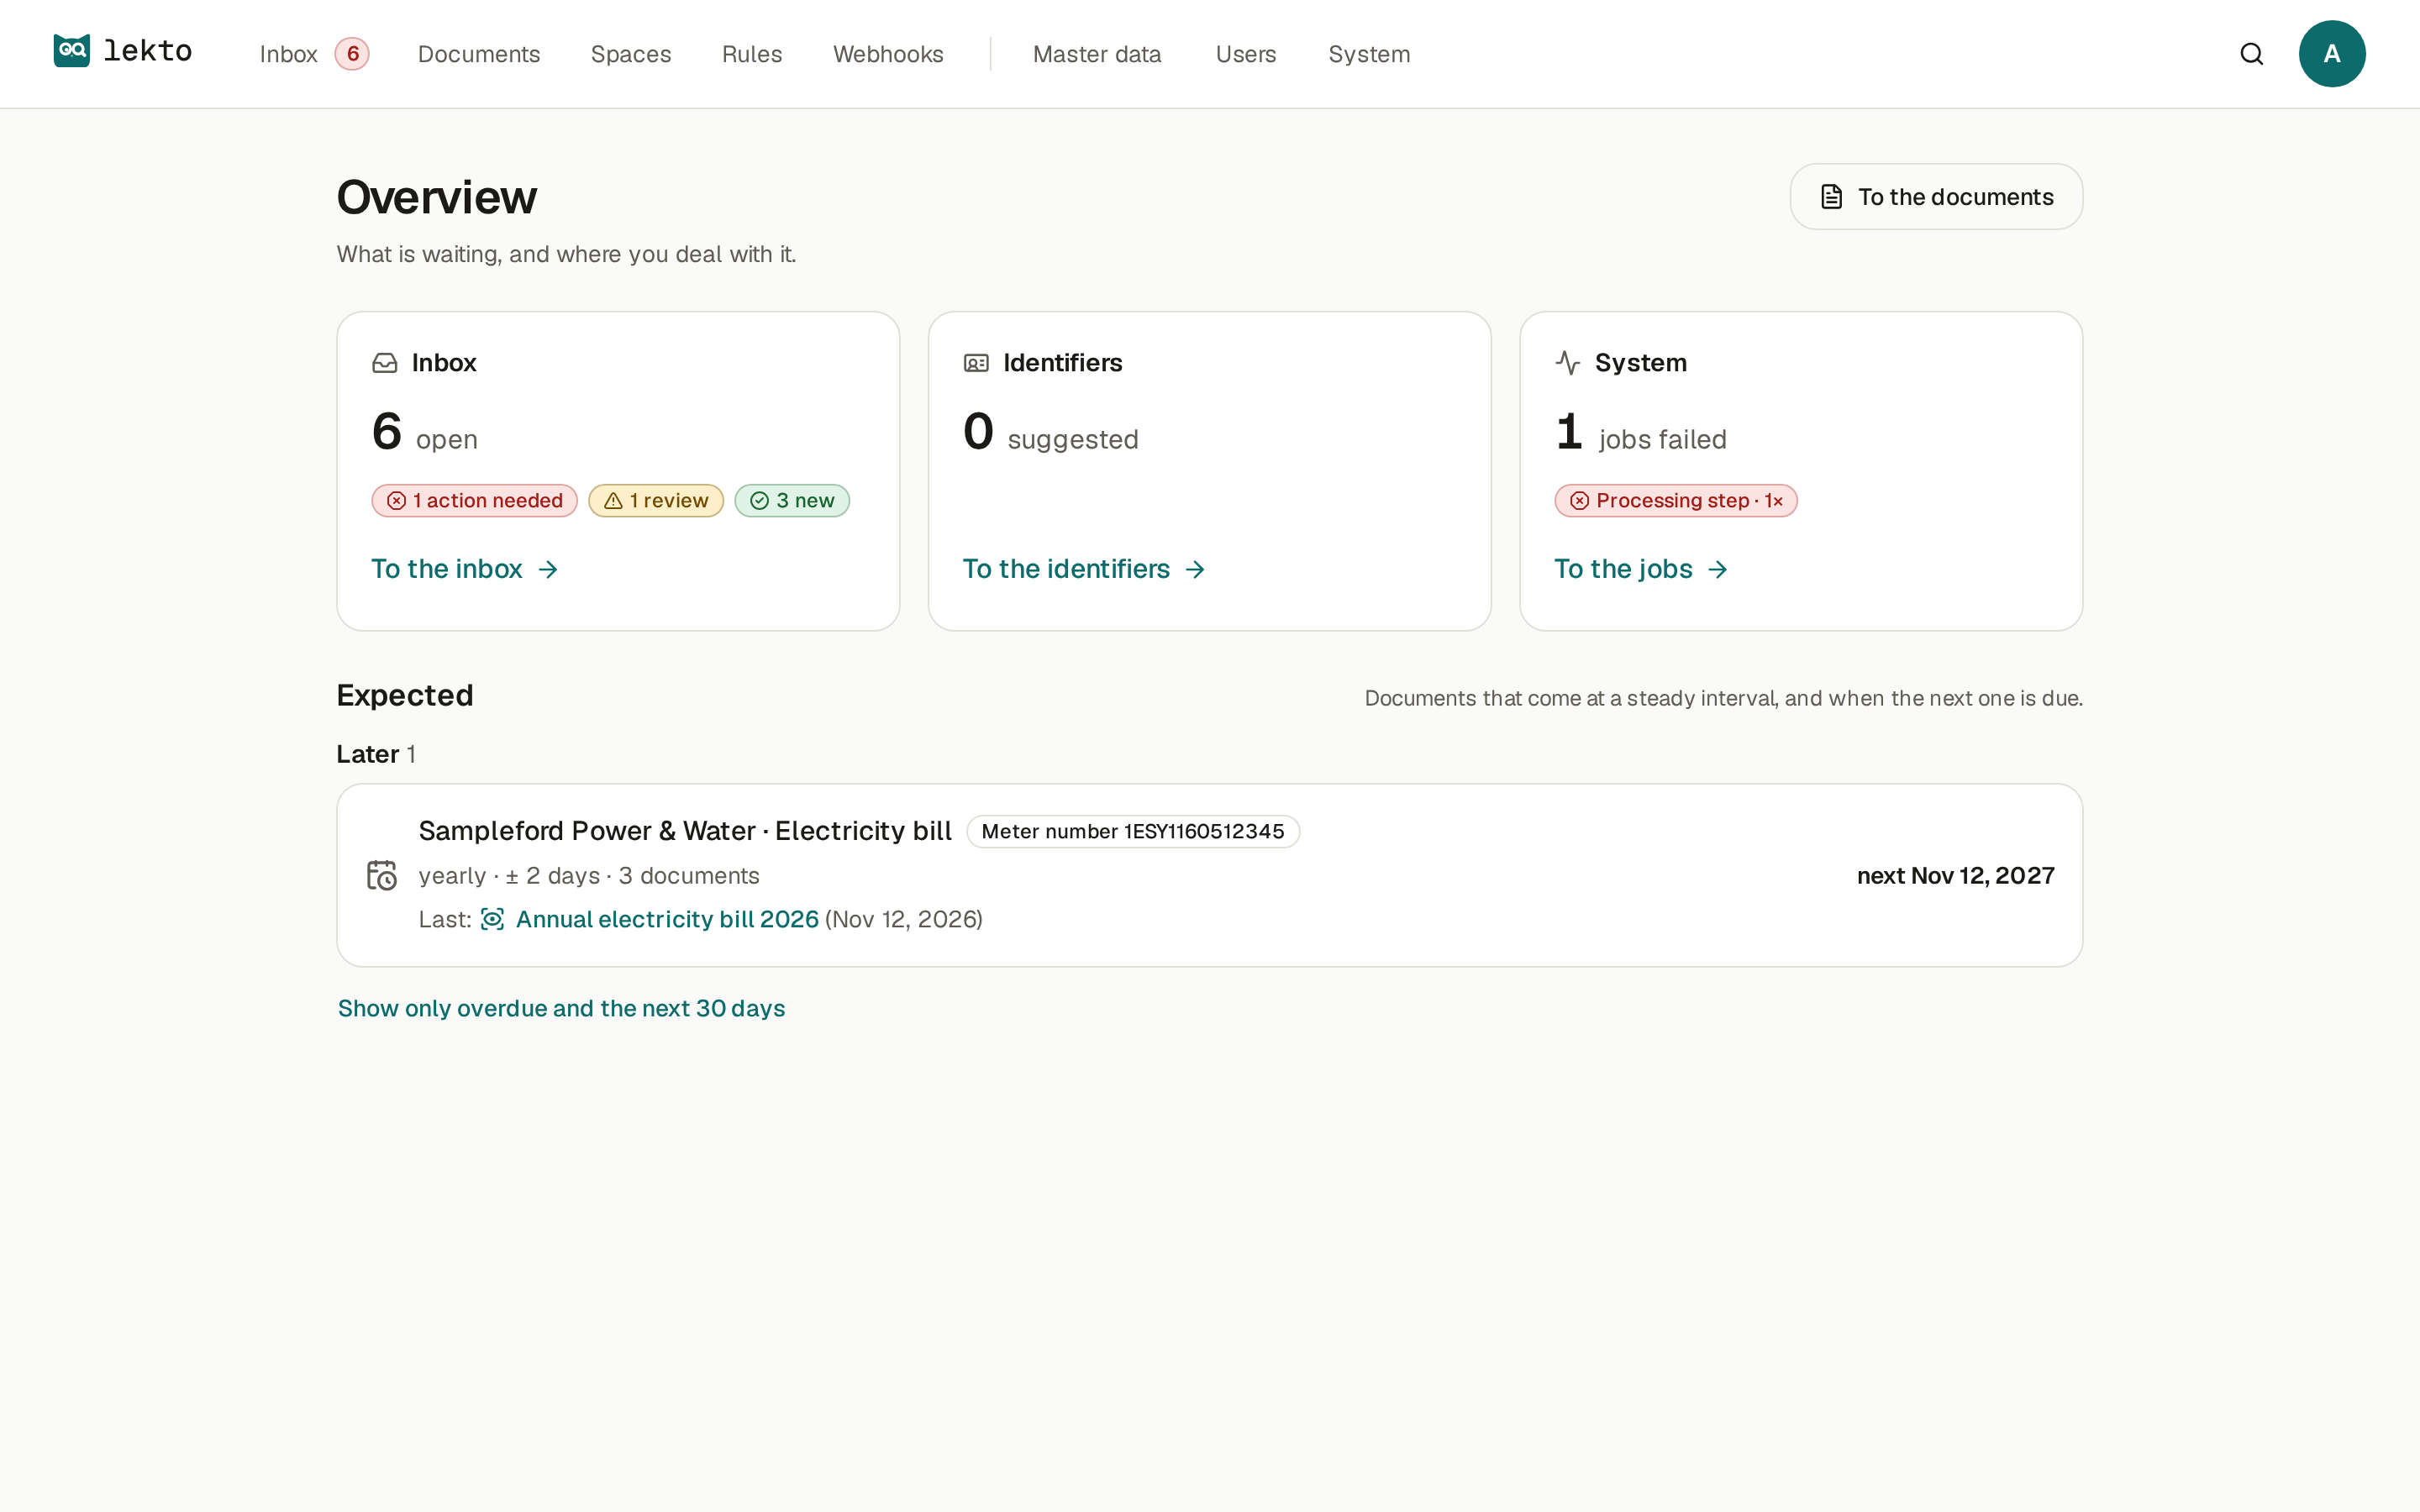 lekto Inbox 6 Documents Spaces Rules Webhooks Master data Users System A
Overview
To the documents
What is waiting, and where you deal with it.
Inbox
6 open
1 action needed 1 review 3 new
To the inbox →
Identifiers
0 suggested
To the identifiers →
System
1 jobs failed
Processing step · 1×
To the jobs →
Expected
Documents that come at a steady interval, and when the next one is due.
Later 1
Sampleford Power & Water · Electricity bill Meter number 1ESY1160512345
yearly · ± 2 days · 3 documents
next Nov 12, 2027
Last: Annual electricity bill 2026 (Nov 12, 2026)
Show only overdue and the next 30 days